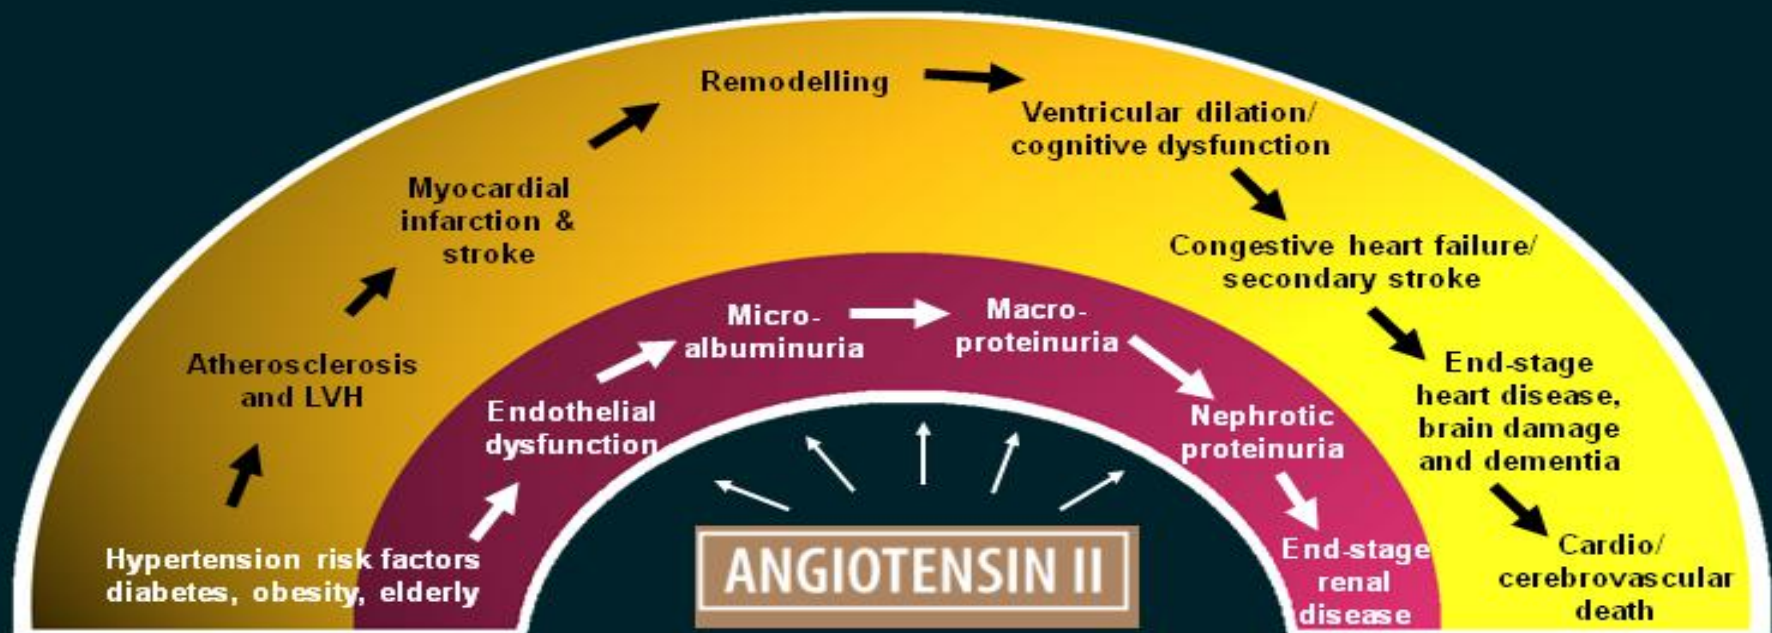 Hypertension risk factors
diabetes, obesity, elderly
Atherosclerosis
and LVH
Myocardial
infarction &
stroke
Remodelling
Ventricular dilation/
cognitive dysfunction
Congestive heart failure/
secondary stroke
End-stage
heart disease,
brain damage
and dementia
Cardio/
cerebrovascular
death
Endothelial
dysfunction
Micro-
albuminuria
Macro-
proteinuria
Nephrotic
proteinuria
End-stage
renal
disease
ANGIOTENSIN II